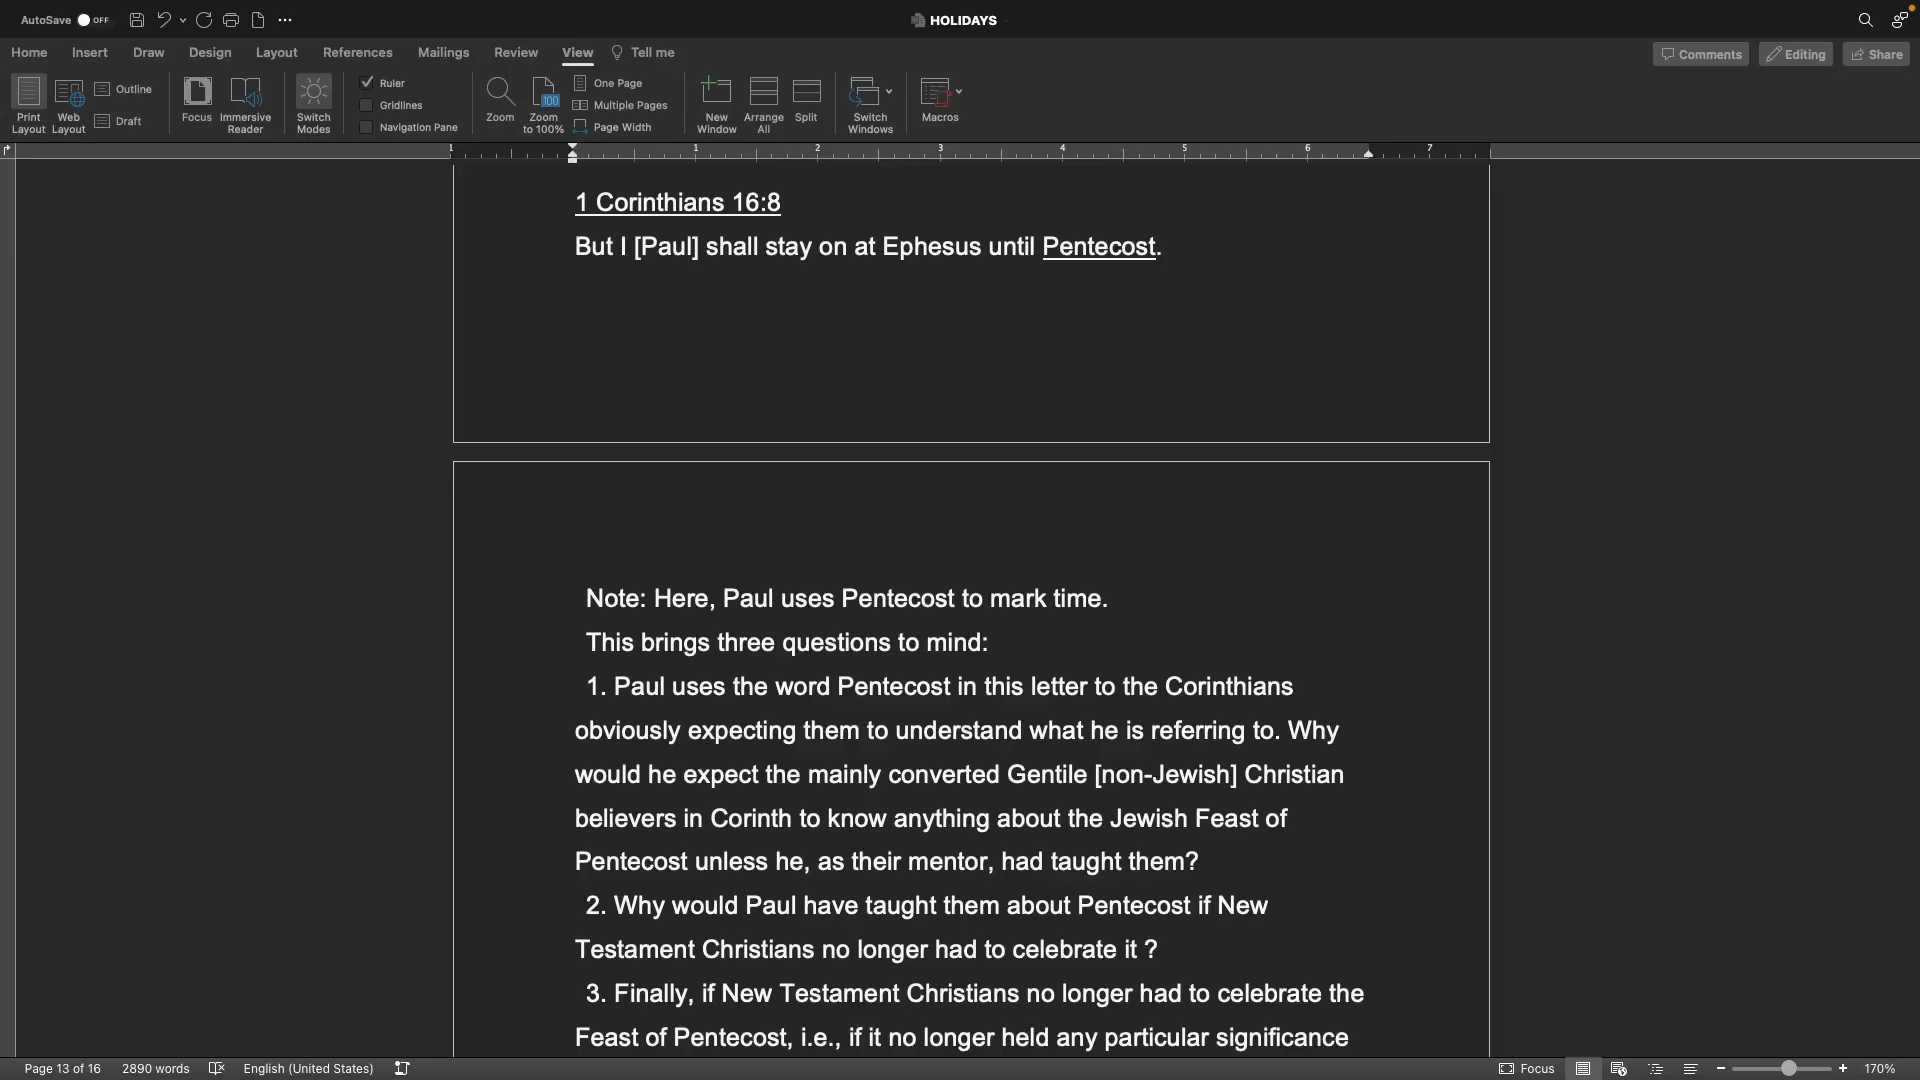 AutoSave OFF
HOLIDAYS
Home Insert Draw Design Layout References Mailings Review View Tell me
Comments Editing Share
Print Layout
Web Layout
Outline
Draft
Focus
Immersive Reader
Switch Modes
Ruler
Gridlines
Navigation Pane
Zoom
100
Zoom to 100%
One Page
Multiple Pages
Page Width
New Window
Arrange All
Split
Switch Windows
Macros
1 1 2 3 4 5 6 7
1 Corinthians 16:8
But I [Paul] shall stay on at Ephesus until Pentecost.
Note: Here, Paul uses Pentecost to mark time.
This brings three questions to mind:
1. Paul uses the word Pentecost in this letter to the Corinthians
obviously expecting them to understand what he is referring to. Why
would he expect the mainly converted Gentile [non-Jewish] Christian
believers in Corinth to know anything about the Jewish Feast of
Pentecost unless he, as their mentor, had taught them?
2. Why would Paul have taught them about Pentecost if New
Testament Christians no longer had to celebrate it ?
3. Finally, if New Testament Christians no longer had to celebrate the
Feast of Pentecost, i.e., if it no longer held any particular significance
Page 13 of 16 2890 words English (United States) Focus 170%